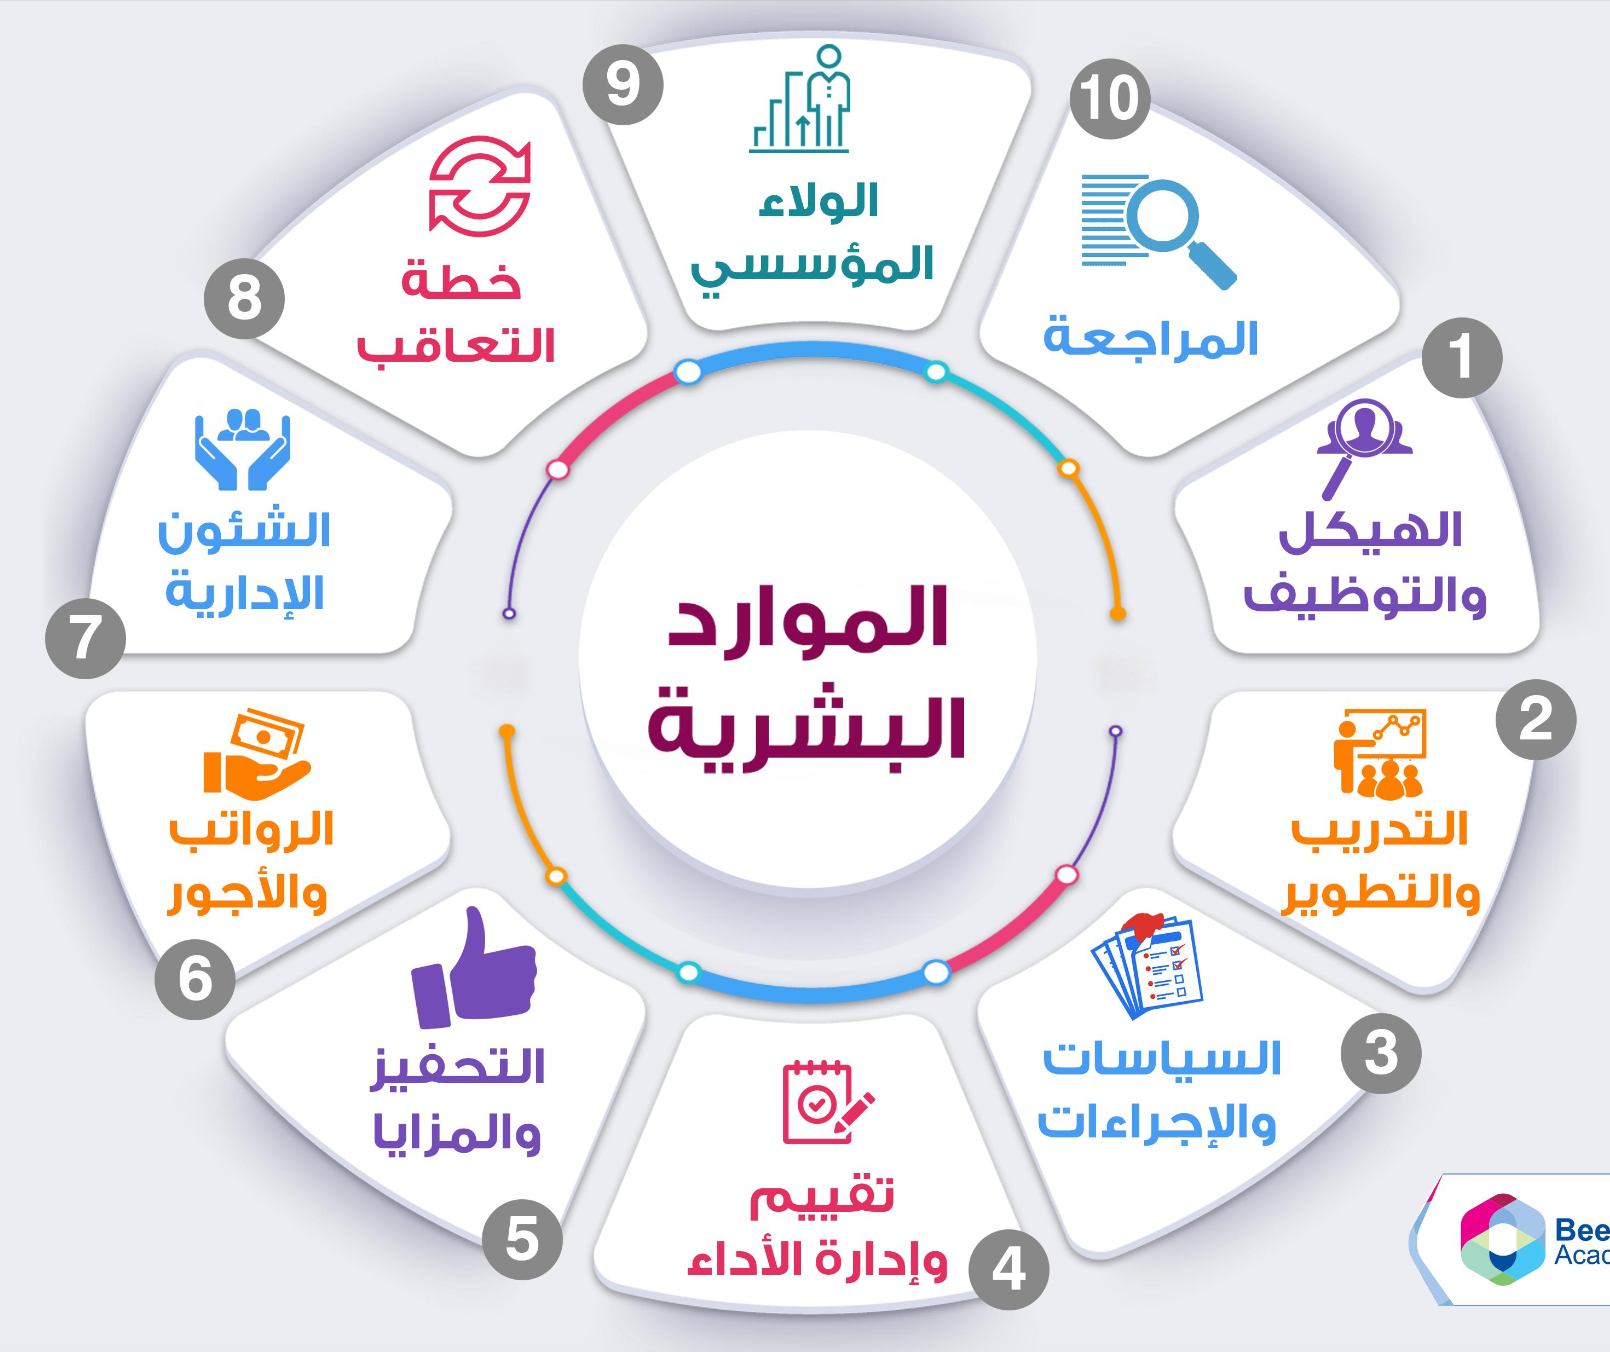 الموارد
البشرية
1
الهيكل
والتوظيف
2
التدريب
والتطوير
3
السياسات
والإجراءات
4
تقييم
وإدارة الأداء
5
التحفيز
والمزايا
6
الرواتب
والأجور
7
الشئون
الإدارية
8
خطة
التعاقب
9
الولاء
المؤسسي
10
المراجعة
Bee
Acad